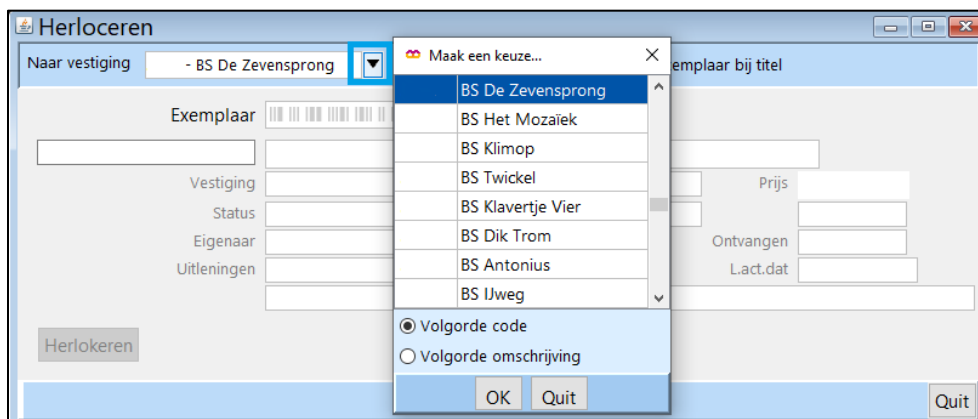 Herloceren
Naar vestiging - BS De Zevensprong
Maak een keuze...
emplaar bij titel
BS De Zevensprong
BS Het Mozaïek
BS Klimop
BS Twickel
BS Klavertje Vier
BS Dik Trom
BS Antonius
BS IJweg
Volgorde code
Volgorde omschrijving
OK Quit
Exemplaar
Vestiging
Prijs
Status
Eigenaar
Ontvangen
Uitleningen
L.act.dat
Herlokeren
Quit